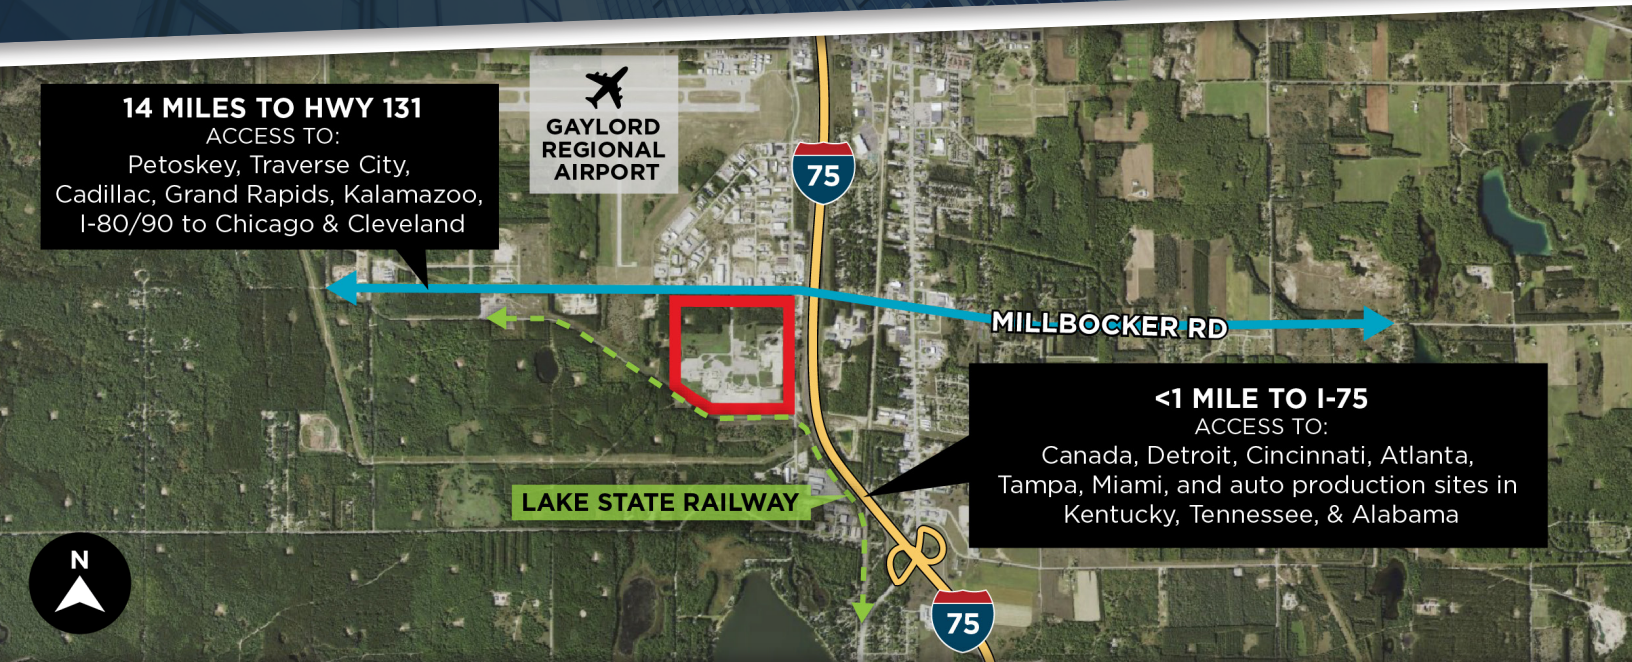 14 MILES TO HWY 131
ACCESS TO:
Petoskey, Traverse City,
Cadillac, Grand Rapids, Kalamazoo,
I-80/90 to Chicago & Cleveland
GAYLORD
REGIONAL
AIRPORT
75
MILLBOCKER RD
<1 MILE TO I-75
ACCESS TO:
Canada, Detroit, Cincinnati, Atlanta,
Tampa, Miami, and auto production sites in
Kentucky, Tennessee, & Alabama
LAKE STATE RAILWAY
N
75